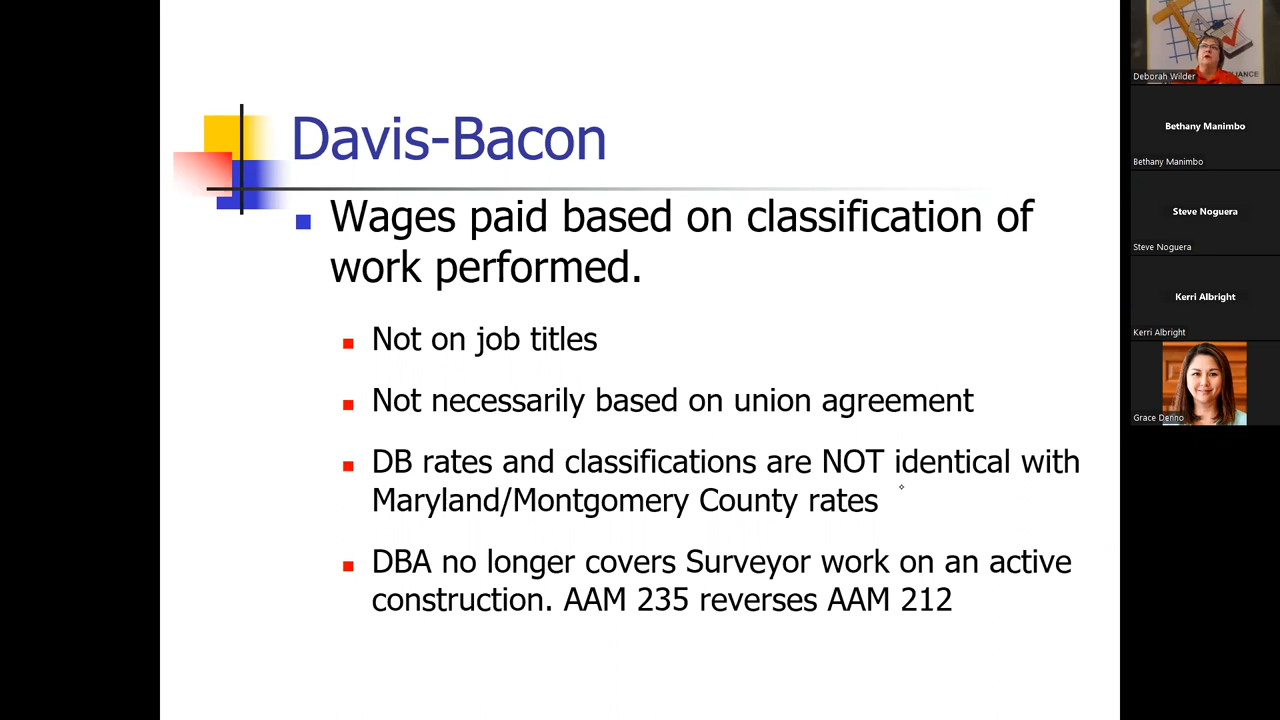 Davis-Bacon
Wages paid based on classification of
work performed.
Not on job titles
Not necessarily based on union agreement
DB rates and classifications are NOT identical with
Maryland/Montgomery County rates
DBA no longer covers Surveyor work on an active
construction. AAM 235 reverses AAM 212
LIANCE
Deborah Wilder
Bethany Manimbo
Bethany Manimbo
Steve Noguera
Steve Noguera
Kerri Albright
Kerri Albright
Grace Denno